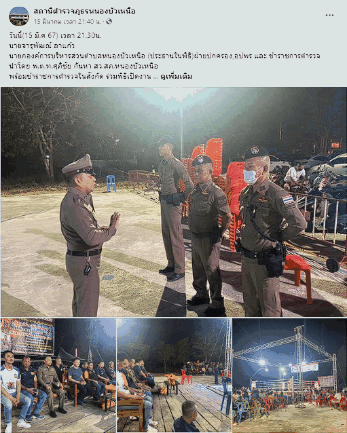 สถานีตำรวจภูธรหนองบัวเหนือ
15 มีนาคม เวลา 21:40 น. ·
วันนี้(15 มี.ค 67) เวลา 21.30น.
นายจารุพัฒน์ ลาแก้ว
นายกองค์การบริหารส่วนตำบลหนองบัวเหนือ (ประธานในพิธี)ฝ่ายปกครอง,อปพร และ ข้าราชการตำรวจ
นำโดย พ.ต.ท.ศุภชัย กันหา สว.สภ.หนองบัวเหนือ
พร้อมข้าราชการตำรวจในสังกัด ร่วมพิธีเปิดงาน ... ดูเพิ่มเติม